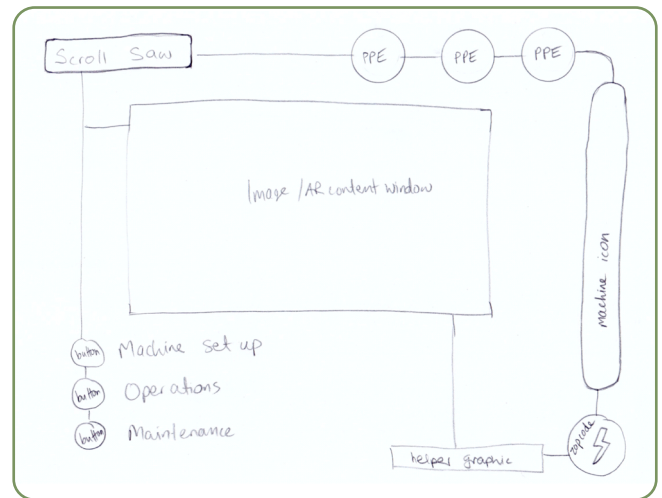 Scroll Saw
PPE
PPE
PPE
Image / AR content window
machine icon
button Machine set up
button Operations
button Maintenance
helper graphic
zapcode